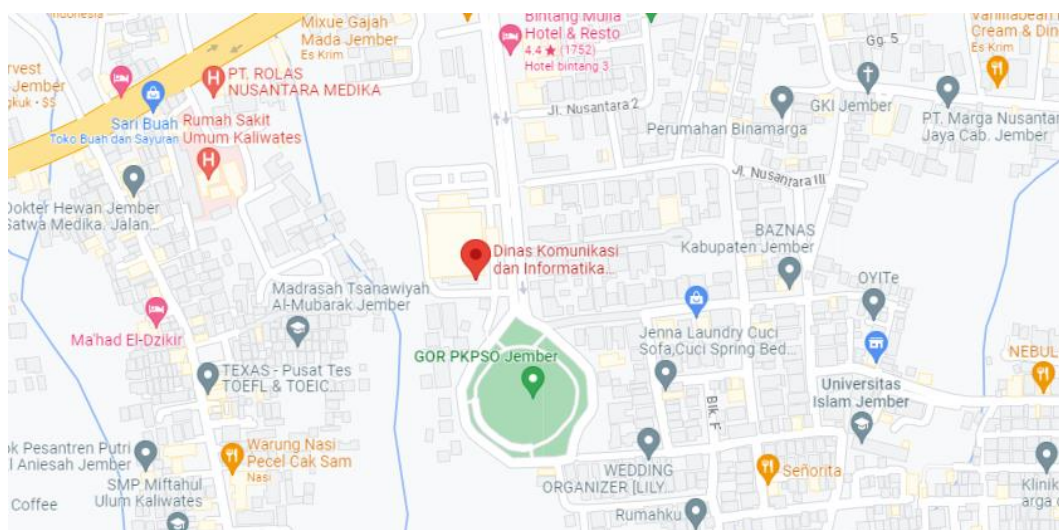 Indonesia
Mixue Gajah
Mada Jember
Es Krim
Bintang Mulia
Hotel & Resto
4.4 ★ (1752)
Hotel bintang 3
Gg. 5
Vanillabean
Cream & Din
Es Krim
rvest
Jember
gkuk • $$
PT. ROLAS
NUSANTARA MEDIKA
Sari Buah
Toko Buah dan Sayuran
Rumah Sakit
Umum Kaliwates
Jl. Nusantara 2
Perumahan Binamarga
GKI Jember
PT. Marga Nusantar
Jaya Cab. Jember
Jl. Nusantara III
Dokter Hewan Jember
Satwa Medika. Jalan...
BAZNAS
Kabupaten Jember
Dinas Komunikasi
dan Informatika...
OYITe
Madrasah Tsanawiyah
Al-Mubarak Jember
Ma'had El-Dzikir
Jenna Laundry Cuci
Sofa,Cuci Spring Bed...
GOR PKPSO Jember
NEBUL
TEXAS - Pusat Tes
TOEFL & TOEIC...
Blk. F
Universitas
Islam Jember
ok Pesantren Putri
l Aniesah Jember
Warung Nasi
Pecel Cak Sam
Nasi
WEDDING
ORGANIZER [LILY...
Señorita
SMP Miftahul
Ulum Kaliwates
Coffee
Rumahku
Klinik
arga